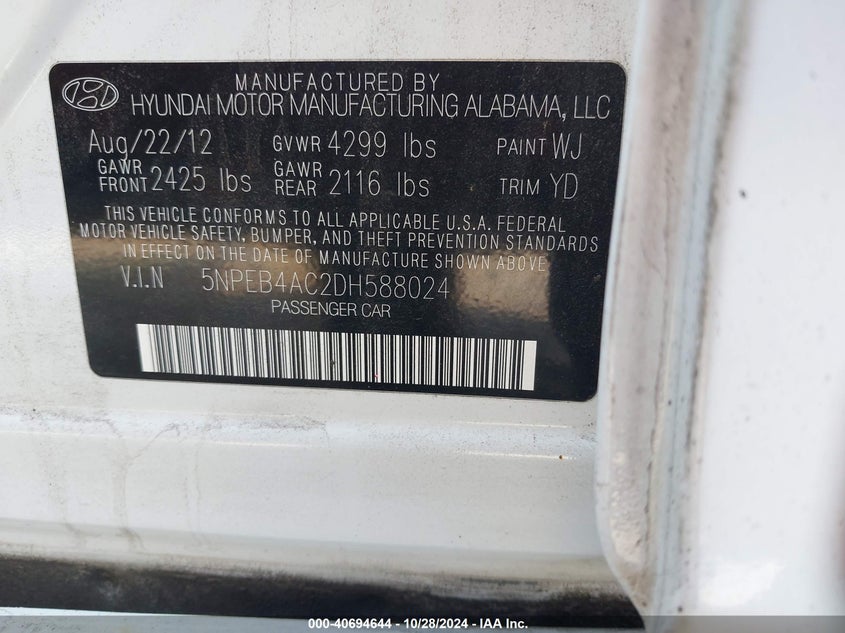 MANUFACTURED BY
HYUNDAI MOTOR MANUFACTURING ALABAMA, LLC
Aug/22/12 GVWR 4299 lbs PAINT WJ
GAWR FRONT 2425 lbs GAWR REAR 2116 lbs TRIM YD
THIS VEHICLE CONFORMS TO ALL APPLICABLE U.S.A. FEDERAL
MOTOR VEHICLE SAFETY, BUMPER, AND THEFT PREVENTION STANDARDS
IN EFFECT ON THE DATE OF MANUFACTURE SHOWN ABOVE
V.I.N 5NPEB4AC2DH588024
PASSENGER CAR
000-40694644 / 10/28/2024 - IAA Inc.